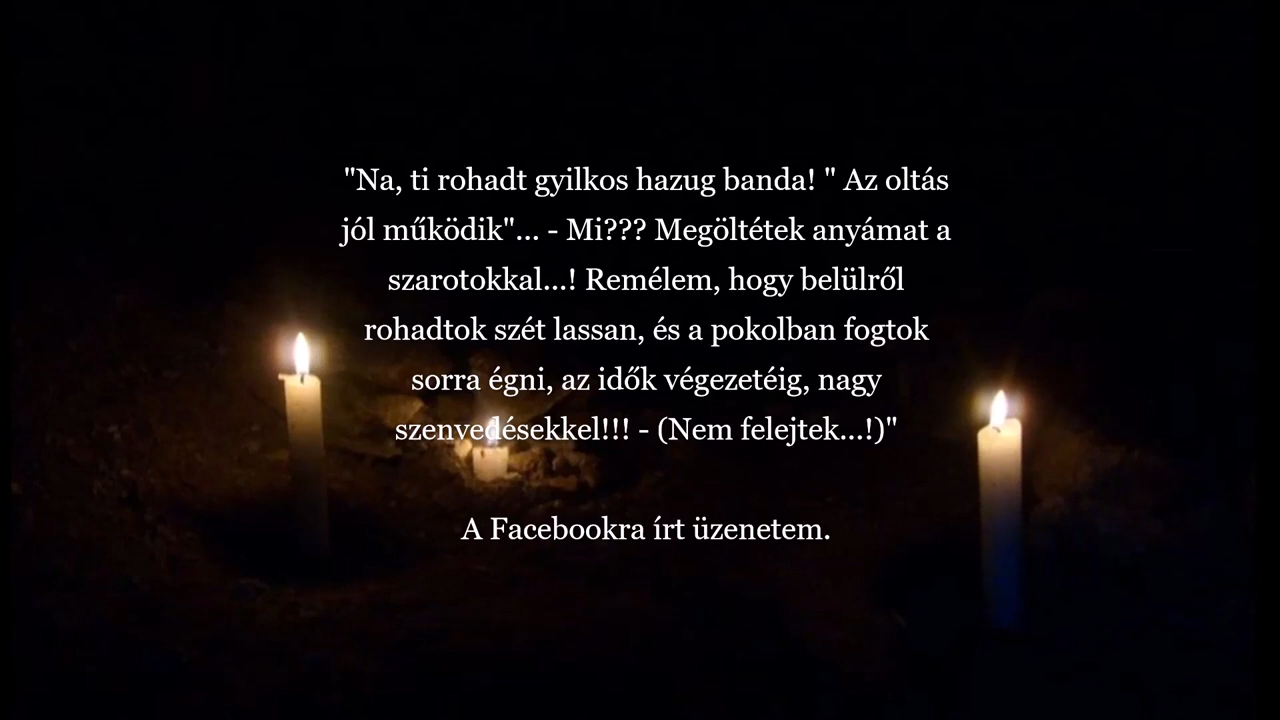 "Na, ti rohadt gyilkos hazug banda! " Az oltás
jól működik"... - Mi??? Megöltétek anyámat a
szarotokkal...! Remélem, hogy belülről
rohadtok szét lassan, és a pokolban fogtok
sorra égni, az idők végezetéig, nagy
szenvedésekkel!!! - (Nem felejtek...!)"
A Facebookra írt üzenetem.